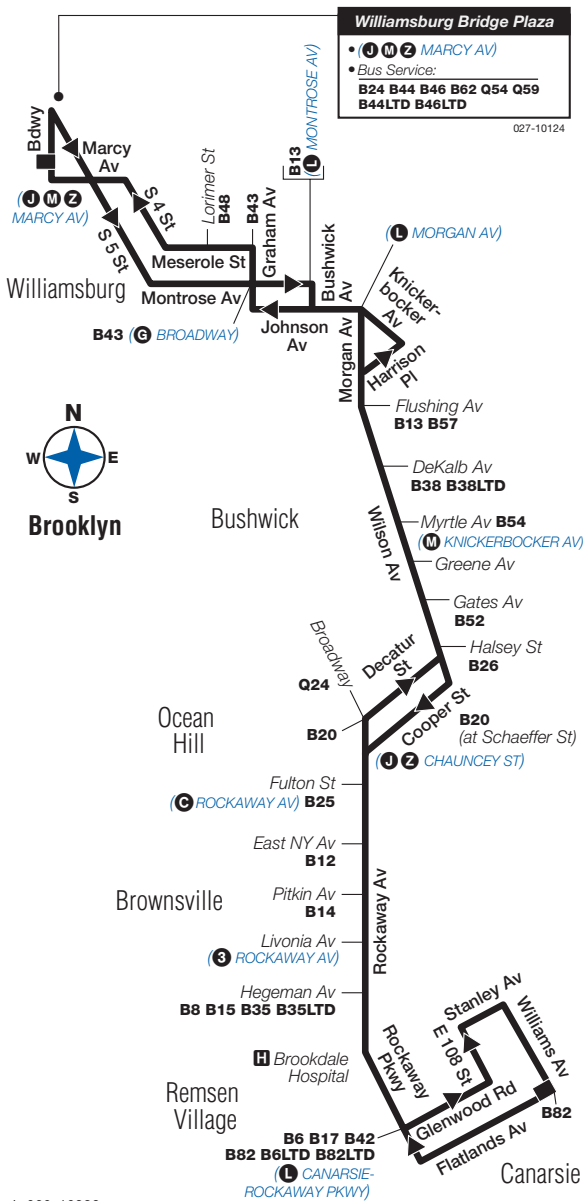 Williamsburg Bridge Plaza
• (J M Z MARCY AV)
• Bus Service:
B24 B44 B46 B62 Q54 Q59
B44LTD B46LTD
027-10124
Bdwy
Marcy
Av
(J M Z
MARCY AV)
S 4 St
S 5 St
Lorimer St
B48
B43
Graham Av
B13
(L MONTROSE AV)
Meserole St
Montrose Av
Bushwick
Av
Johnson
Av
Williamsburg
B43 (G BROADWAY)
(L MORGAN AV)
Knicker-
bocker
Av
Morgan Av
Harrison
Pl
Flushing Av
B13 B57
N
W E
S
Brooklyn
DeKalb Av
B38 B38LTD
Bushwick
Wilson Av
Myrtle Av B54
(M KNICKERBOCKER AV)
Greene Av
Gates Av
B52
Halsey St
B26
Broadway
Decatur
St
Q24
B20
Cooper St
B20
(at Schaeffer St)
(J Z CHAUNCEY ST)
Ocean
Hill
Fulton St
(C ROCKAWAY AV) B25
East NY Av
B12
Brownsville
Pitkin Av
B14
Rockaway Av
Livonia Av
(3 ROCKAWAY AV)
Hegeman Av
B8 B15 B35 B35LTD
H Brookdale
Hospital
Rockaway
Pkwy
Remsen
Village
Stanley Av
E 108 St
Williams Av
Glenwood Rd
B82
Flatlands Av
B6 B17 B42
B82 B6LTD B82LTD
(L CANARSIE-
ROCKAWAY PKWY)
Canarsie